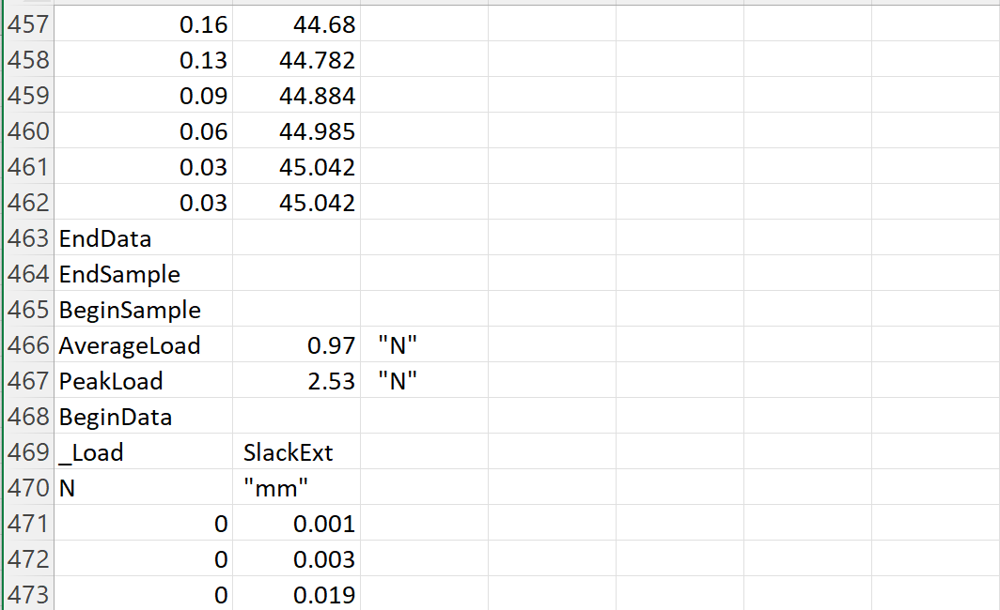 457 0.16 44.68
458 0.13 44.782
459 0.09 44.884
460 0.06 44.985
461 0.03 45.042
462 0.03 45.042
463 EndData
464 EndSample
465 BeginSample
466 AverageLoad 0.97 "N"
467 PeakLoad 2.53 "N"
468 BeginData
469 _Load SlackExt
470 N "mm"
471 0 0.001
472 0 0.003
473 0 0.019